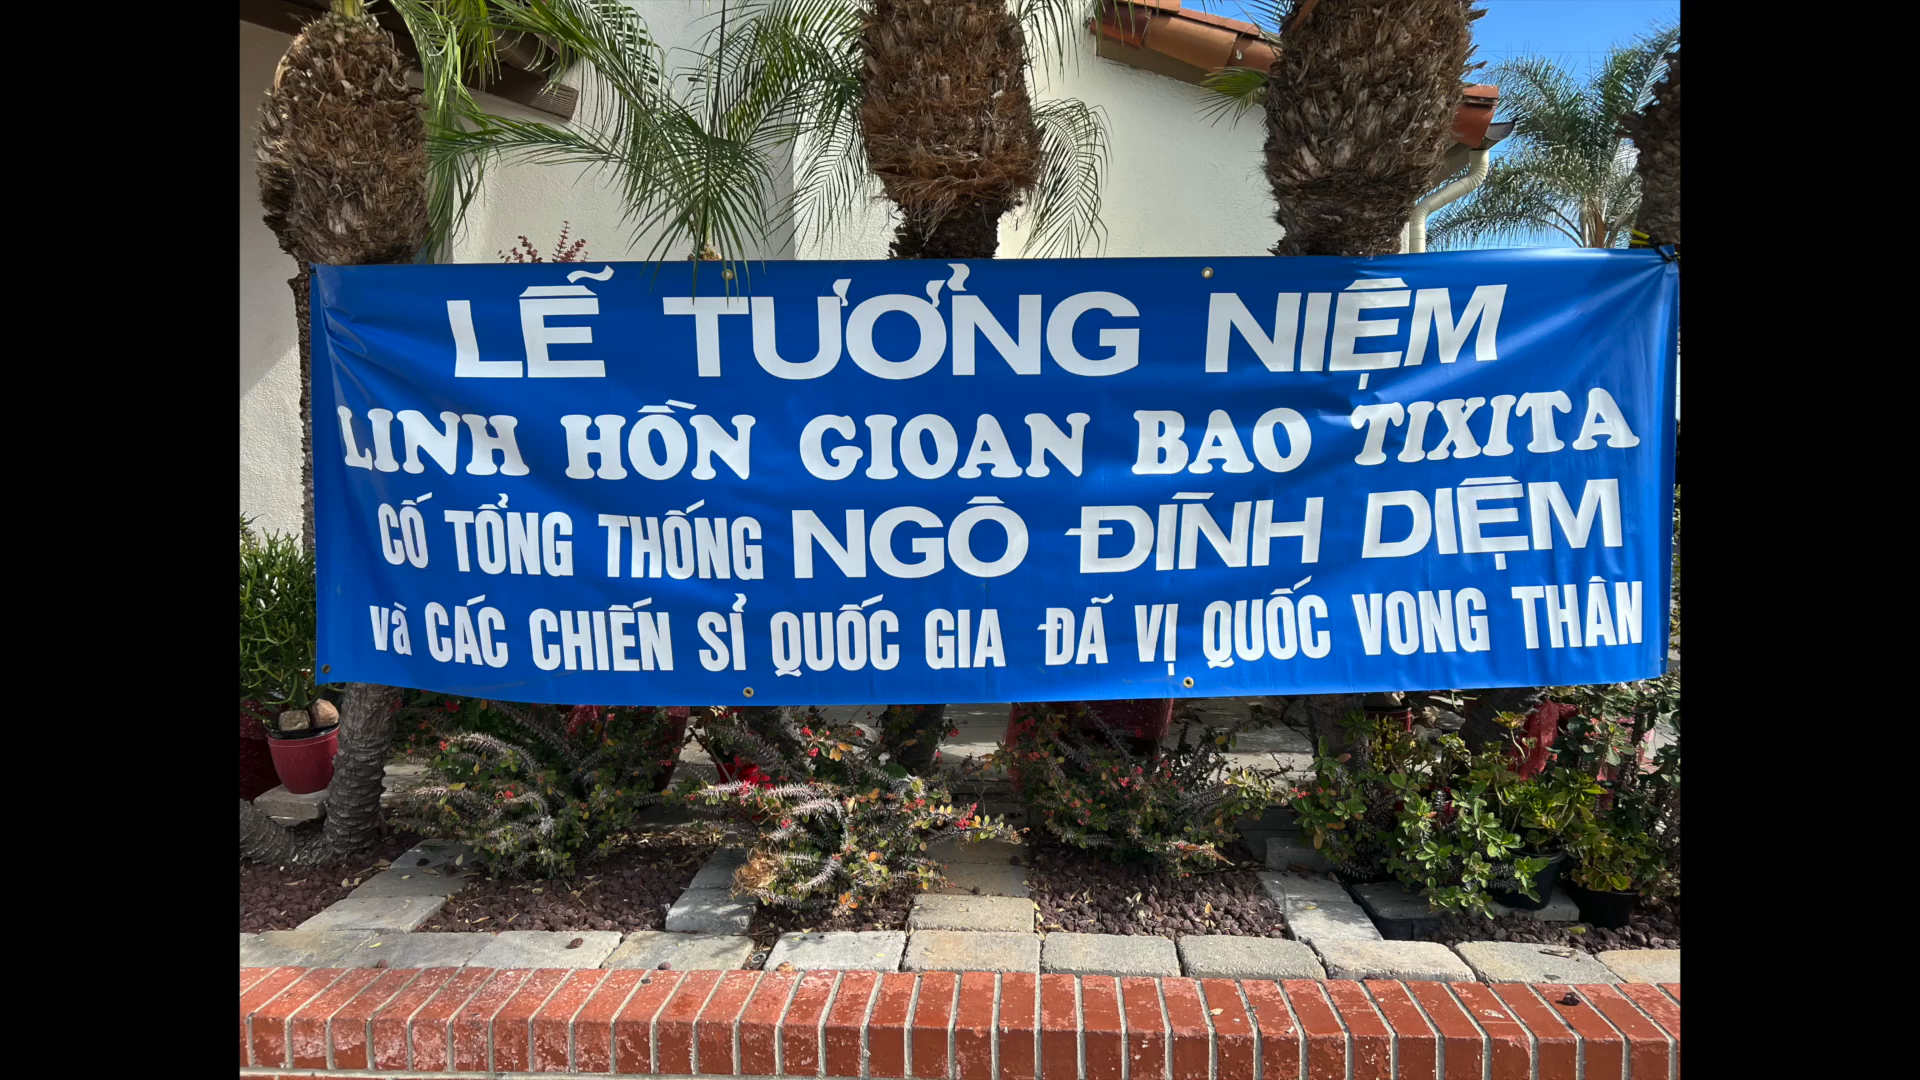 LỄ TƯỞNG NIỆM
LINH HỒN GIOAN BAO TIXITA
CỐ TỔNG THỐNG NGÔ ĐÌNH DIỆM
và CÁC CHIẾN SỈ QUỐC GIA ĐÃ VỊ QUỐC VONG THÂN